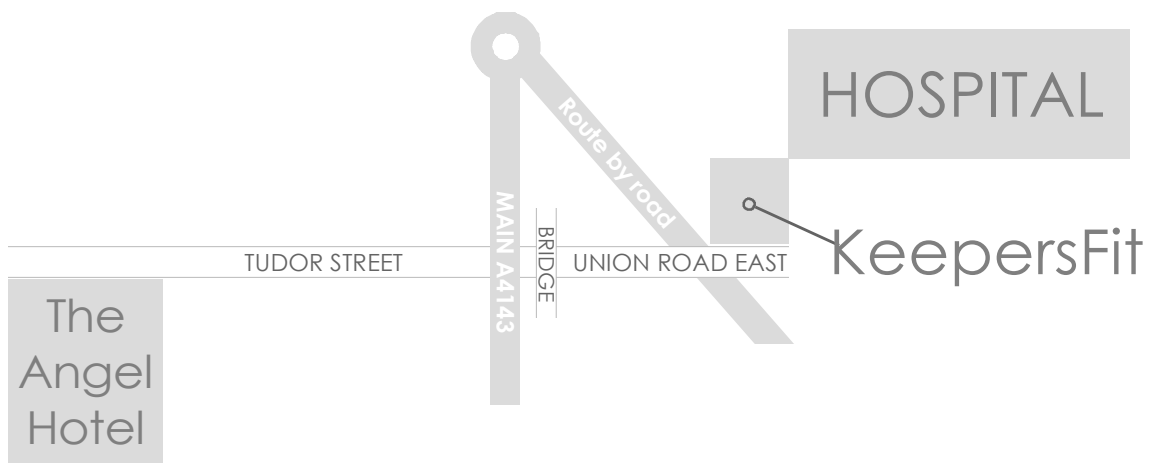 HOSPITAL
Route by road
MAIN A4143
BRIDGE
KeepersFit
TUDOR STREET
UNION ROAD EAST
The
Angel
Hotel